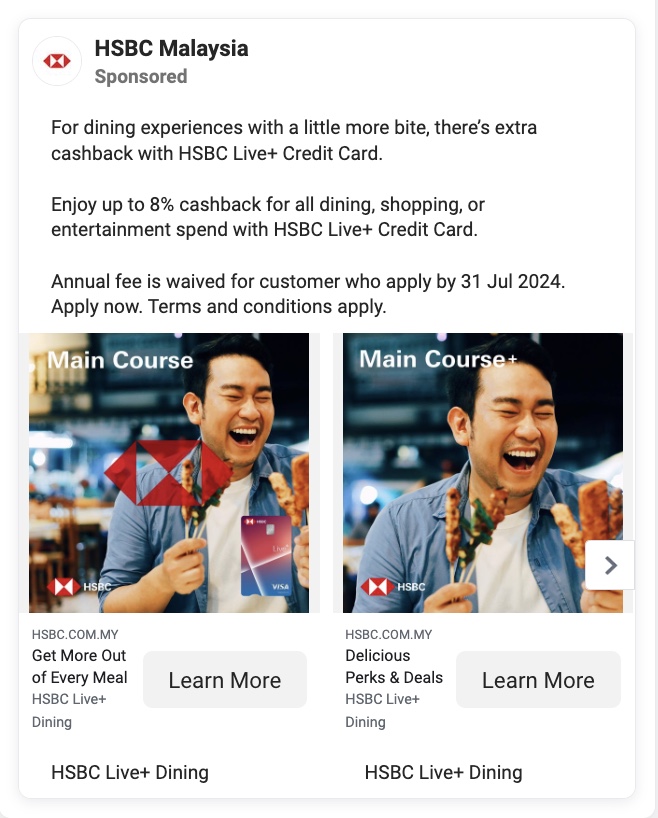 HSBC Malaysia
Sponsored
For dining experiences with a little more bite, there’s extra
cashback with HSBC Live+ Credit Card.
Enjoy up to 8% cashback for all dining, shopping, or
entertainment spend with HSBC Live+ Credit Card.
Annual fee is waived for customer who apply by 31 Jul 2024.
Apply now. Terms and conditions apply.
Main Course
HSBC
Live+
VISA
HSBC
HSBC.COM.MY
Get More Out
of Every Meal
HSBC Live+
Dining
Learn More
HSBC Live+ Dining
Main Course+
HSBC
HSBC.COM.MY
Delicious
Perks & Deals
HSBC Live+
Dining
Learn More
HSBC Live+ Dining